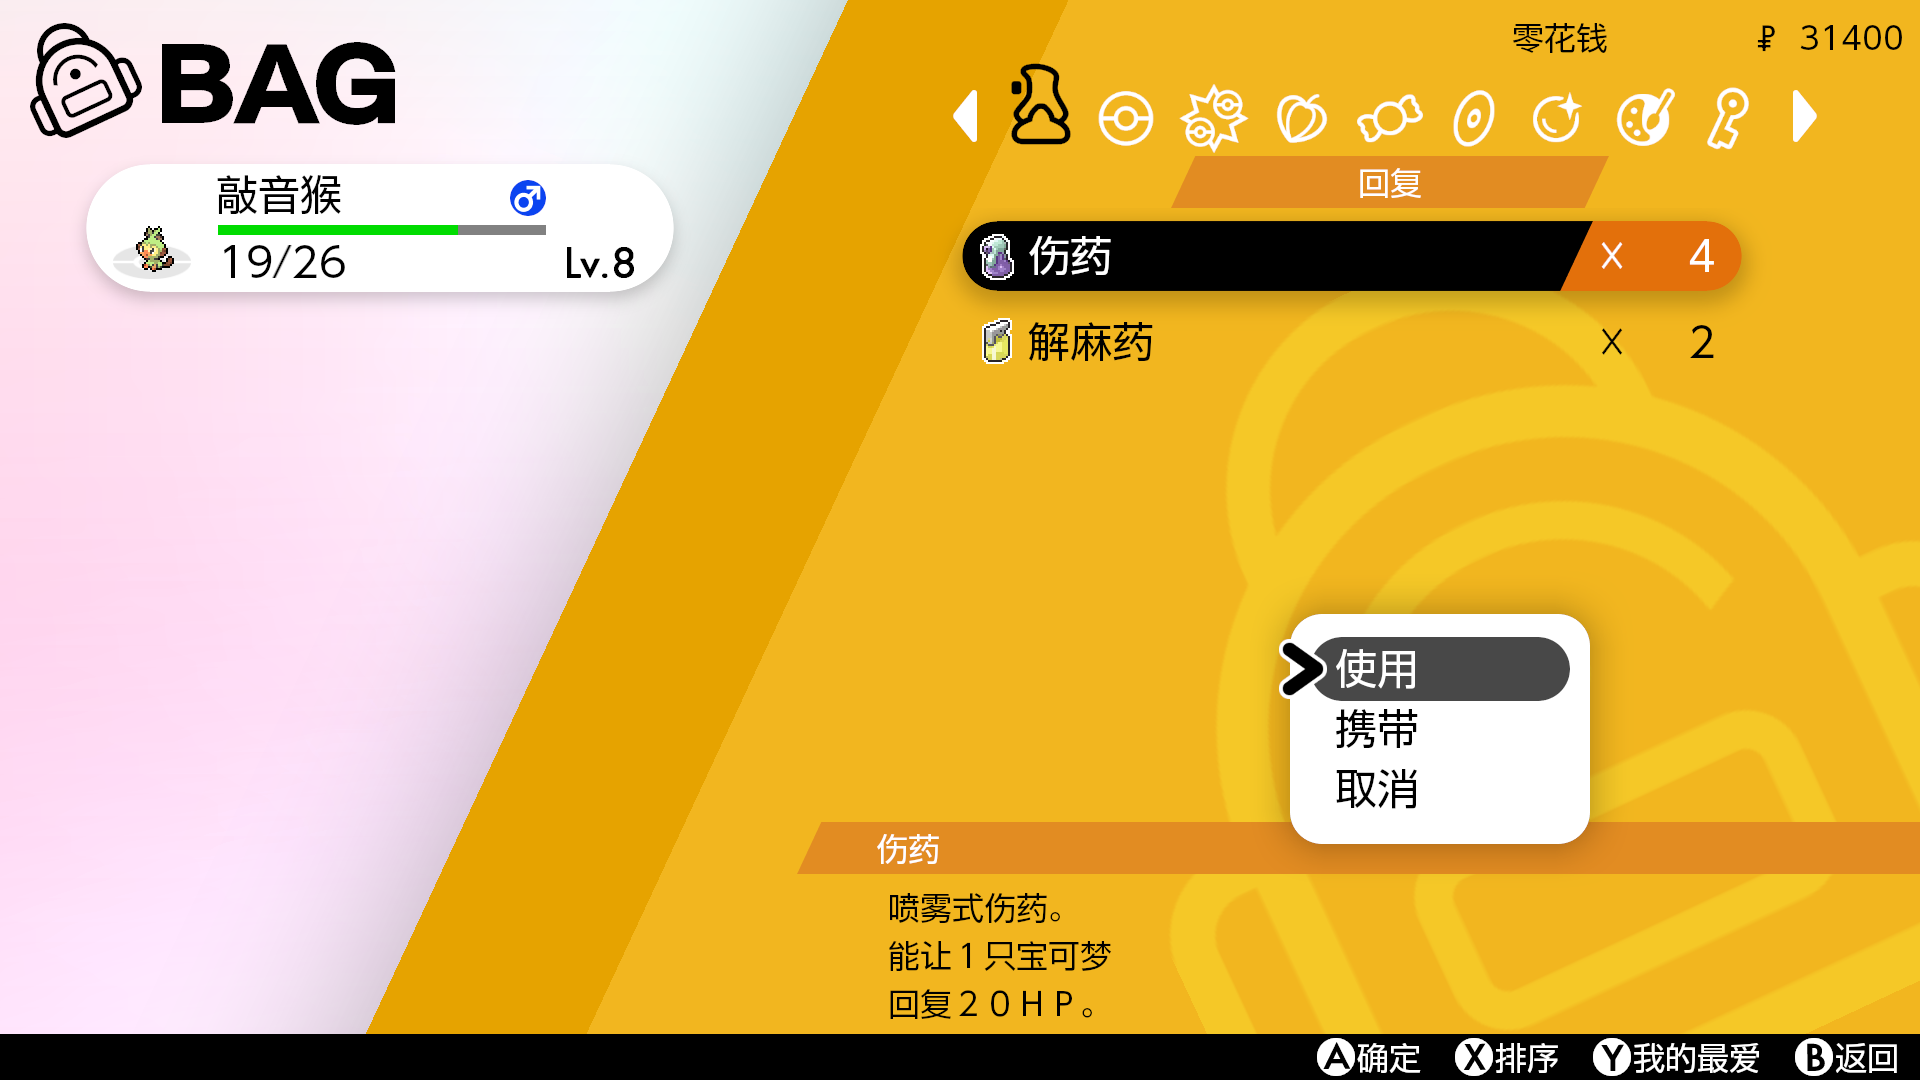 BAG
零花钱 31400
敲音猴
19/26 Lv.8
回复
伤药 X 4
解麻药 X 2
使用
携带
取消
伤药
喷雾式伤药。
能让1只宝可梦
回复20HP。
A确定 X排序 Y我的最爱 B返回